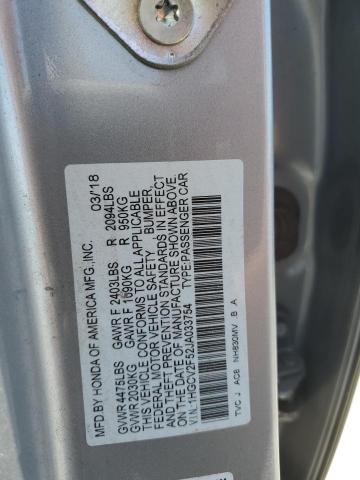 MFD.BY HONDA OF AMERICA MFG.,INC. 03/'18
GVWR 4475LBS GAWR F 2403LBS R 2094LBS
GVWR 2030KG GAWR F 1090KG R 950KG
THIS VEHICLE CONFORMS TO ALL APPLICABLE
FEDERAL MOTOR VEHICLE SAFETY, BUMPER,
AND THEFT PREVENTION STANDARDS IN EFFECT
ON THE DATE OF MANUFACTURE SHOWN ABOVE.
V.I.N.:1HGCV2F52JA033754 TYPE:PASSENGER CAR
TVC J AC8 NH830MV B A